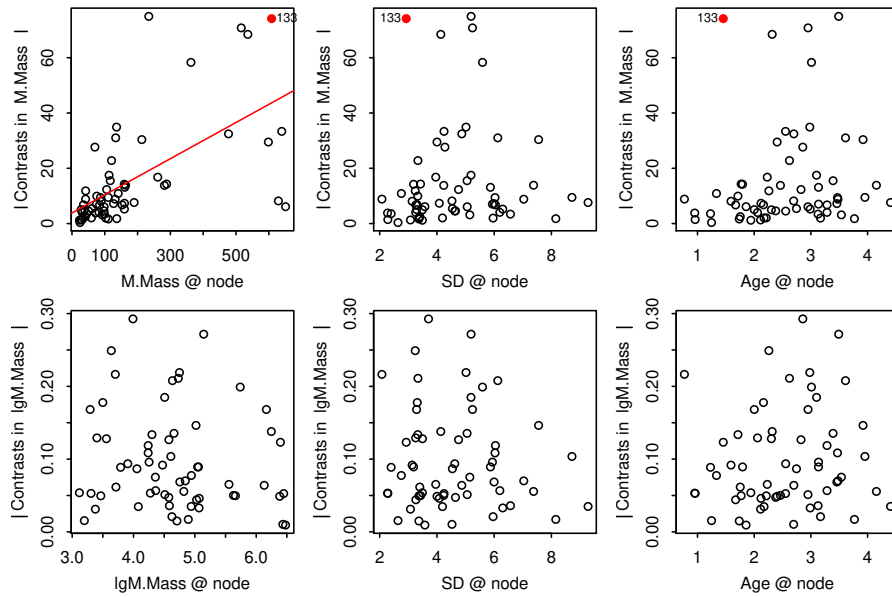 | Contrasts in  M.Mass  |
0 20 40 60
133
0 100 300 500
M.Mass @ node
| Contrasts in  M.Mass  |
0 20 40 60
133
2 4 6 8
SD @ node
| Contrasts in  M.Mass  |
0 20 40 60
133
1 2 3 4
Age @ node
| Contrasts in  lgM.Mass  |
0.00 0.10 0.20 0.30
3.0 4.0 5.0 6.0
lgM.Mass @ node
| Contrasts in  lgM.Mass  |
0.00 0.10 0.20 0.30
2 4 6 8
SD @ node
| Contrasts in  lgM.Mass  |
0.00 0.10 0.20 0.30
1 2 3 4
Age @ node